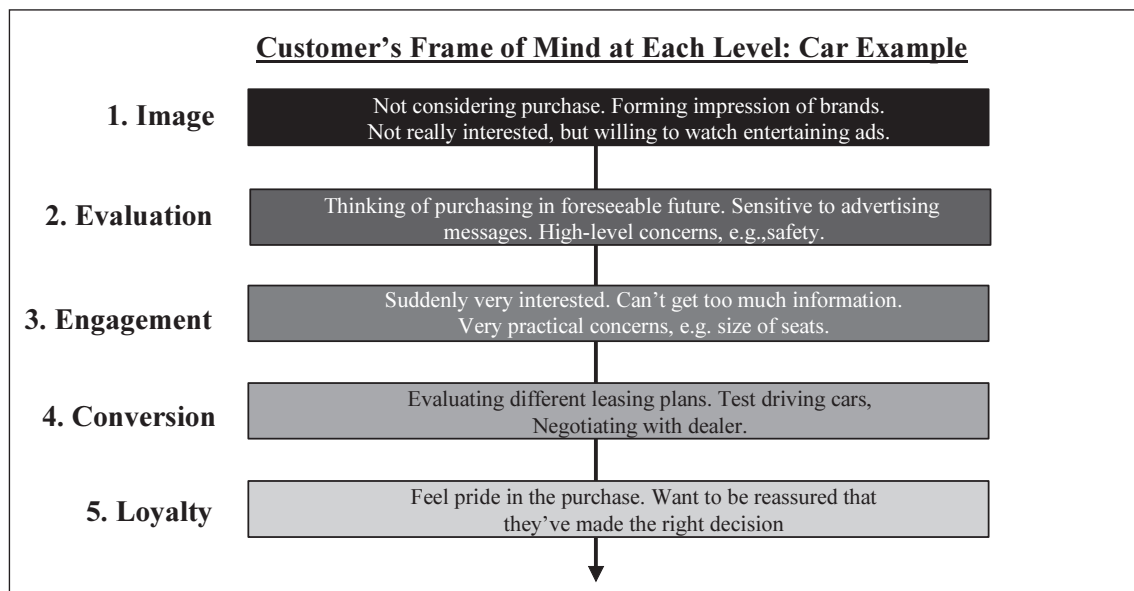 Customer's Frame of Mind at Each Level: Car Example
1. Image
Not considering purchase. Forming impression of brands.
Not really interested, but willing to watch entertaining ads.
2. Evaluation
Thinking of purchasing in foreseeable future. Sensitive to advertising
messages. High-level concerns, e.g.,safety.
3. Engagement
Suddenly very interested. Can't get too much information.
Very practical concerns, e.g. size of seats.
4. Conversion
Evaluating different leasing plans. Test driving cars,
Negotiating with dealer.
5. Loyalty
Feel pride in the purchase. Want to be reassured that
they've made the right decision